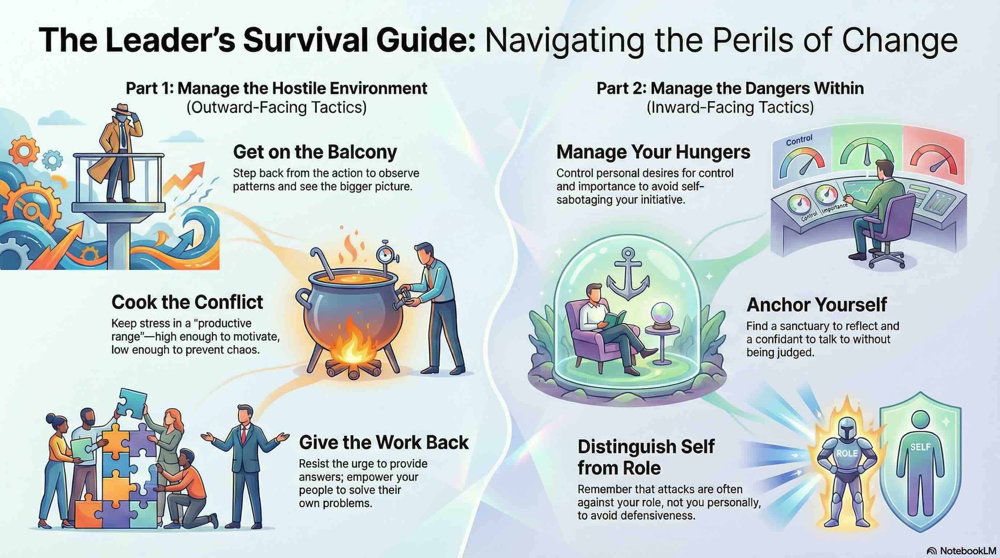 The Leader's Survival Guide: Navigating the Perils of Change
Part 1: Manage the Hostile Environment
(Outward-Facing Tactics)
Get on the Balcony
Step back from the action to observe
patterns and see the bigger picture.
Cook the Conflict
Keep stress in a "productive
range"—high enough to motivate,
low enough to prevent chaos.
Give the Work Back
Resist the urge to provide
answers; empower your
people to solve their
own problems.
Part 2: Manage the Dangers Within
(Inward-Facing Tactics)
Manage Your Hungers
Control personal desires for control
and importance to avoid self-
sabotaging your initiative.
Control
Control
Importance
Anchor Yourself
Find a sanctuary to reflect and
a confidant to talk to without
being judged.
Distinguish Self
from Role
Remember that attacks are often
against your role, not you personally,
to avoid defensiveness.
ROLE
SELF
NotebookLM